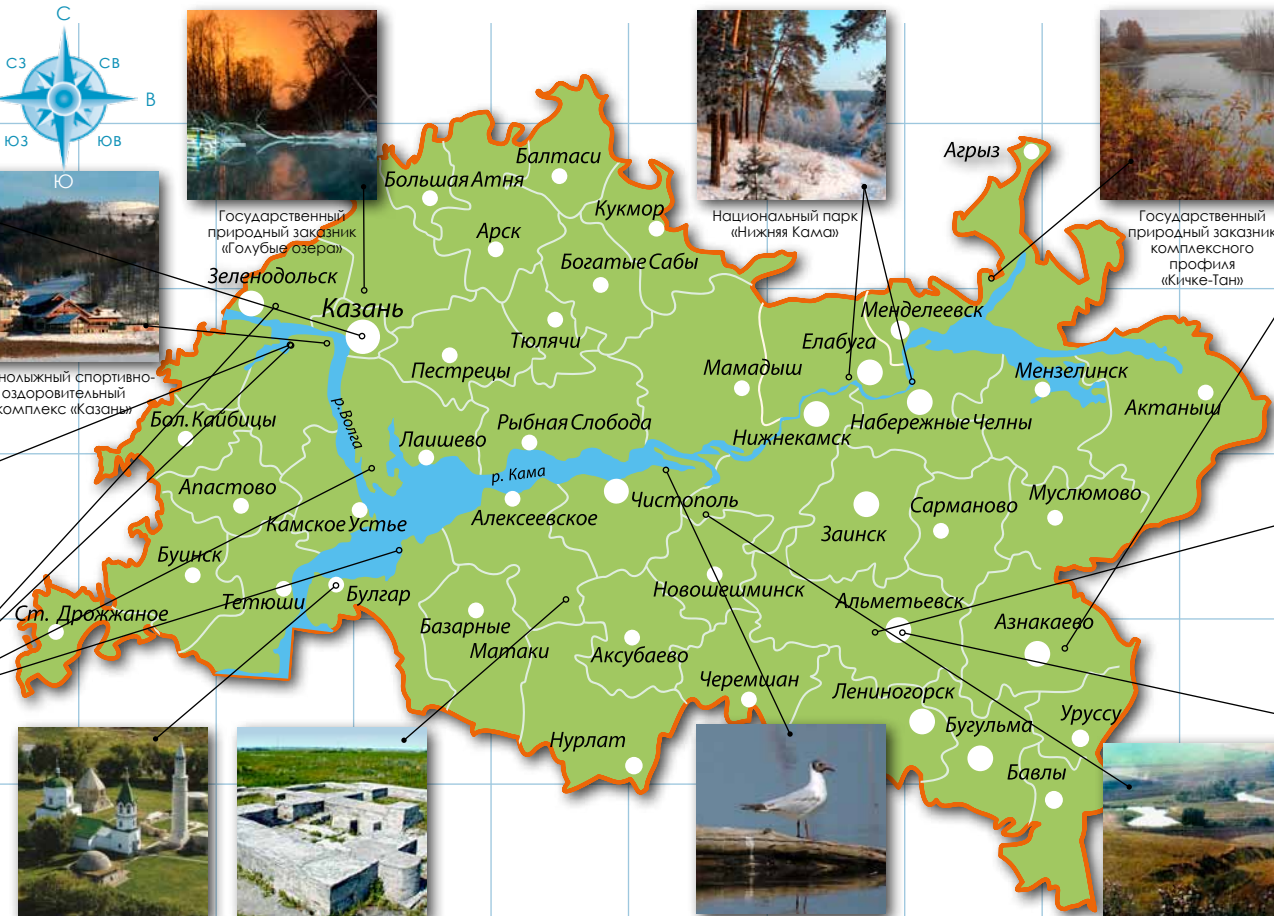 С
СЗ
СВ
В
ЮЗ
ЮВ
Ю
Государственный
природный заказник
«Голубые озера»
Национальный парк
«Нижняя Кама»
Государственный
природный заказник
комплексного
профиля
«Кичке-Тан»
нолыжный спортивно-
оздоровительный
комплекс «Казань»
Агрыз
Балтаси
Большая Атня
Кукмор
Арск
Богатые Сабы
Зеленодольск
Казань
Менделеевск
Тюлячи
Елабуга
Пестрецы
Мамадыш
Мензелинск
Актаныш
Бол. Кайбицы
р.Волга
Лаишево
Рыбная Слобода
Нижнекамск
Набережные Челны
р. Кама
Апастово
Камское Устье
Алексеевское
Чистополь
Заинск
Сарманово
Муслюмово
Буинск
Тетюши
Булгар
Новошешминск
Альметьевск
Ст. Дрожжаное
Базарные
Матаки
Аксубаево
Азнакаево
Черемшан
Лениногорск
Нурлат
Бугульма
Уруссу
Бавлы